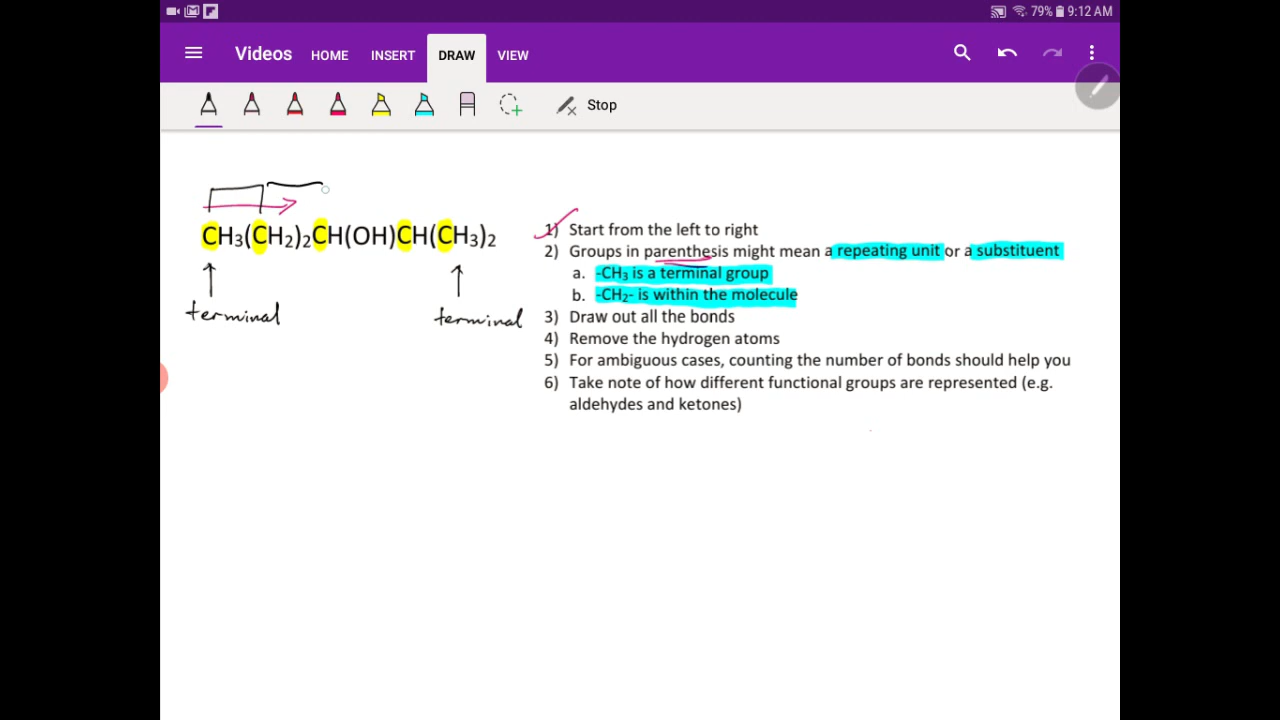 79% 9:12 AM
Videos HOME INSERT DRAW VIEW
Stop
CH₃(CH₂)₂CH(OH)CH(CH₃)₂
terminal
terminal
1) Start from the left to right
2) Groups in parenthesis might mean a repeating unit or a substituent
a. -CH₃ is a terminal group
b. -CH₂- is within the molecule
3) Draw out all the bonds
4) Remove the hydrogen atoms
5) For ambiguous cases, counting the number of bonds should help you
6) Take note of how different functional groups are represented (e.g.
aldehydes and ketones)